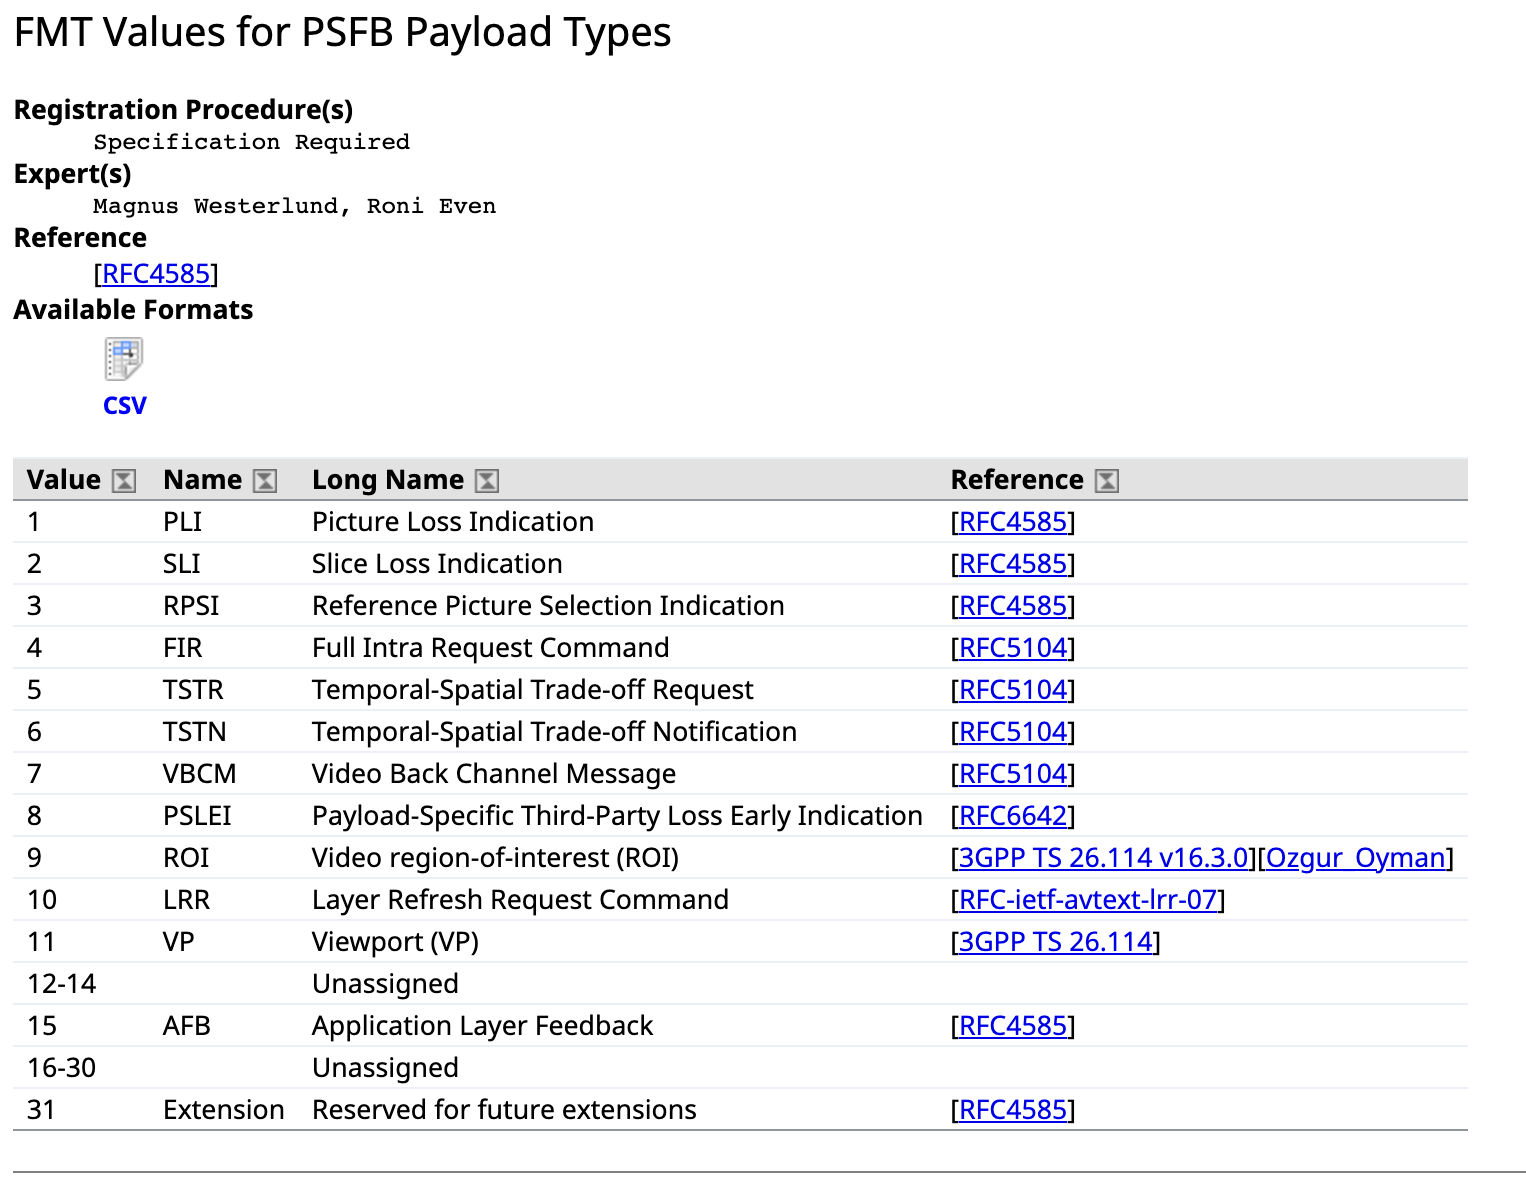 FMT Values for PSFB Payload Types
Registration Procedure(s)
Specification Required
Expert(s)
Magnus Westerlund, Roni Even
Reference
[RFC4585]
Available Formats
CSV
Value Name Long Name Reference
1 PLI Picture Loss Indication [RFC4585]
2 SLI Slice Loss Indication [RFC4585]
3 RPSI Reference Picture Selection Indication [RFC4585]
4 FIR Full Intra Request Command [RFC5104]
5 TSTR Temporal-Spatial Trade-off Request [RFC5104]
6 TSTN Temporal-Spatial Trade-off Notification [RFC5104]
7 VBCM Video Back Channel Message [RFC5104]
8 PSLEI Payload-Specific Third-Party Loss Early Indication [RFC6642]
9 ROI Video region-of-interest (ROI) [3GPP TS 26.114 v16.3.0][Ozgur_Oyman]
10 LRR Layer Refresh Request Command [RFC-ietf-avtext-lrr-07]
11 VP Viewport (VP) [3GPP TS 26.114]
12-14 Unassigned
15 AFB Application Layer Feedback [RFC4585]
16-30 Unassigned
31 Extension Reserved for future extensions [RFC4585]